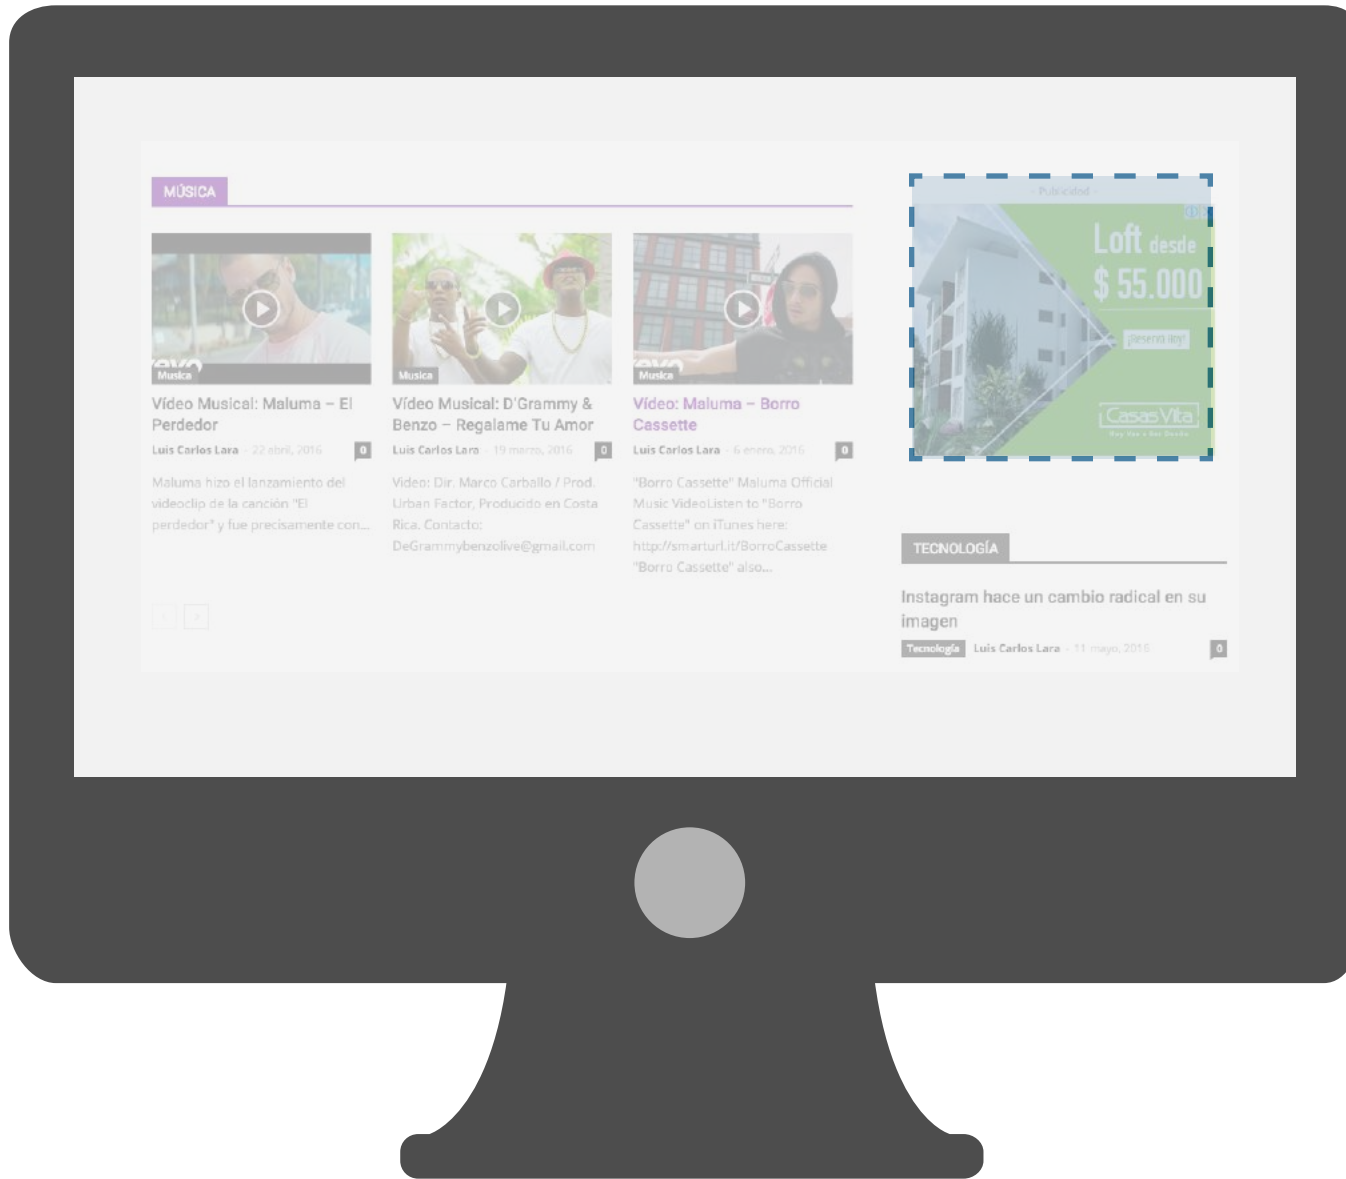 MÚSICA
Musica
Vídeo Musical: Maluma – El
Perdedor
Luis Carlos Lara - 22 abril, 2016 0
Maluma hizo el lanzamiento del
videoclip de la canción "El
perdedor" y fue precisamente con...
Musica
Vídeo Musical: D'Grammy &
Benzo – Regalame Tu Amor
Luis Carlos Lara - 19 marzo, 2016 0
Video: Dir. Marco Carballo / Prod.
Urban Factor, Producido en Costa
Rica. Contacto:
DeGrammybenzolive@gmail.com
Musica
Vídeo: Maluma – Borro
Cassette
Luis Carlos Lara - 6 enero, 2016 0
"Borro Cassette" Maluma Official
Music VideoListen to "Borro
Cassette" on iTunes here:
http://smarturl.it/BorroCassette
"Borro Cassette" also...
- Publicidad -
Loft desde
$ 55.000
¡Reserva Hoy!
Casas Vita
TECNOLOGÍA
Instagram hace un cambio radical en su
imagen
Tecnología Luis Carlos Lara - 11 mayo, 2016 0